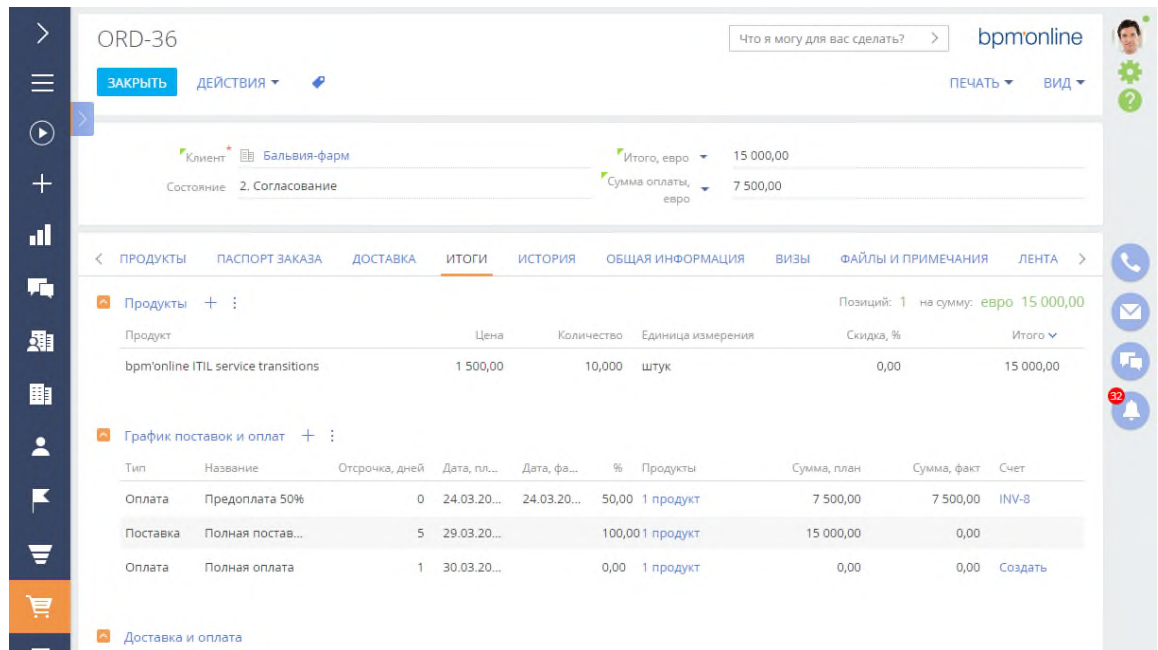 ORD-36
Что я могу для вас сделать?
bpm'online
ЗАКРЫТЬ ДЕЙСТВИЯ ПЕЧАТЬ ВИД
Клиент* Бальвия-фарм Итого, евро 15 000,00
Состояние 2. Согласование Сумма оплаты, евро 7 500,00
ПРОДУКТЫ ПАСПОРТ ЗАКАЗА ДОСТАВКА ИТОГИ ИСТОРИЯ ОБЩАЯ ИНФОРМАЦИЯ ВИЗЫ ФАЙЛЫ И ПРИМЕЧАНИЯ ЛЕНТА
Продукты Позиций: 1 на сумму: евро 15 000,00
Продукт Цена Количество Единица измерения Скидка, % Итого
bpm'online ITIL service transitions 1 500,00 10,000 штук 0,00 15 000,00
32
График поставок и оплат
Тип Название Отсрочка, дней Дата, пл... Дата, фа... % Продукты Сумма, план Сумма, факт Счет
Оплата Предоплата 50% 0 24.03.20... 24.03.20... 50,00 1 продукт 7 500,00 7 500,00 INV-8
Поставка Полная постав... 5 29.03.20... 100,00 1 продукт 15 000,00 0,00
Оплата Полная оплата 1 30.03.20... 0,00 1 продукт 0,00 0,00 Создать
Доставка и оплата